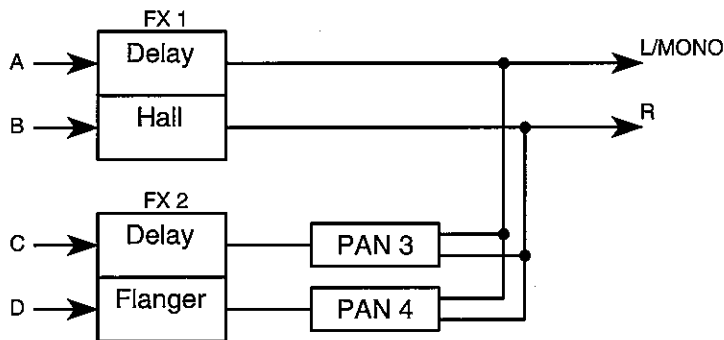 FX 1
A
Delay
L/MONO
B
Hall
R
FX 2
C
Delay
PAN 3
D
Flanger
PAN 4